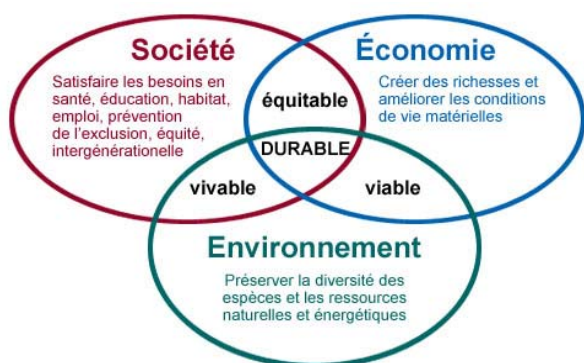 Société
Satisfaire les besoins en
santé, éducation, habitat,
emploi, prévention
de l'exclusion, équité,
intergénérationelle
Économie
Créer des richesses et
améliorer les conditions
de vie matérielles
équitable
DURABLE
vivable
viable
Environnement
Préserver la diversité des
espèces et les ressources
naturelles et énergétiques